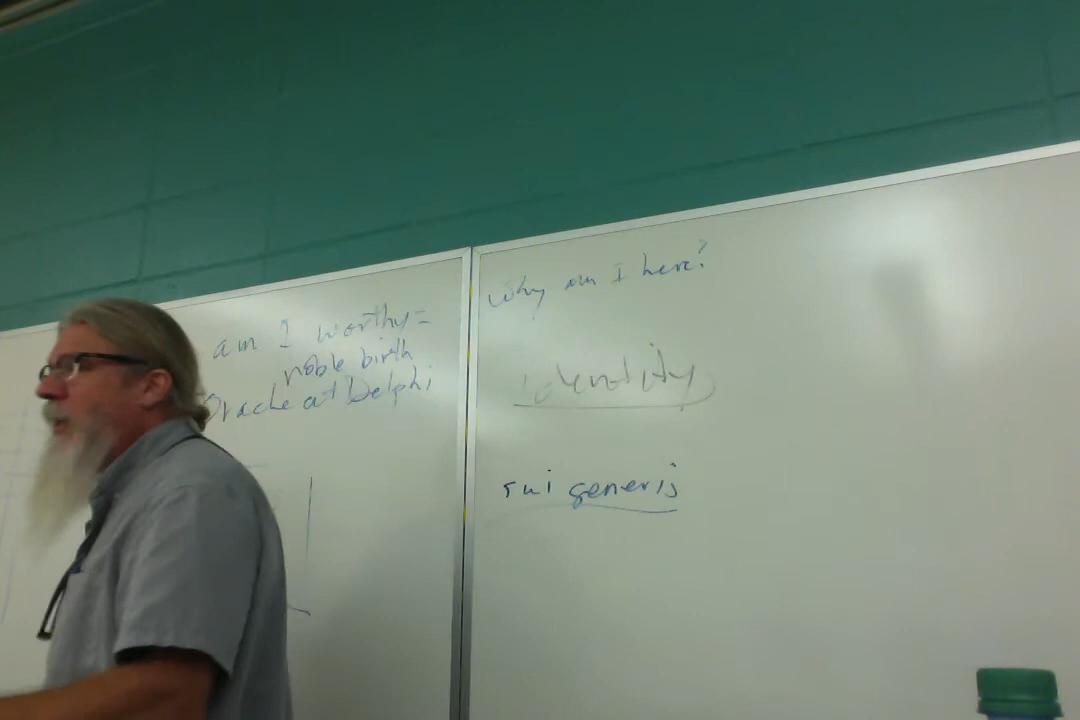 am I worthy =
noble birth
Oracle at Delphi
Why am I here?
identity
sui generis